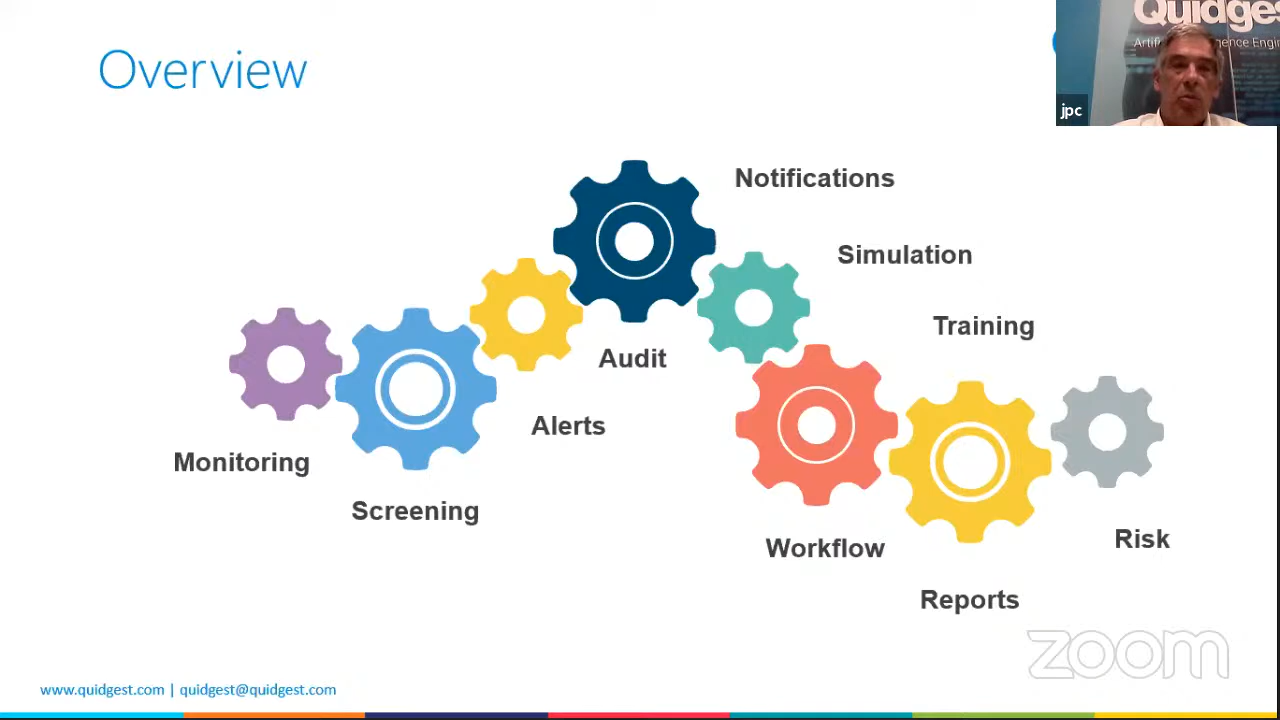 Overview
Quidgest
jpc
Notifications
Simulation
Training
Audit
Alerts
Monitoring
Screening
Workflow
Risk
Reports
zoom
www.quidgest.com | quidgest@quidgest.com